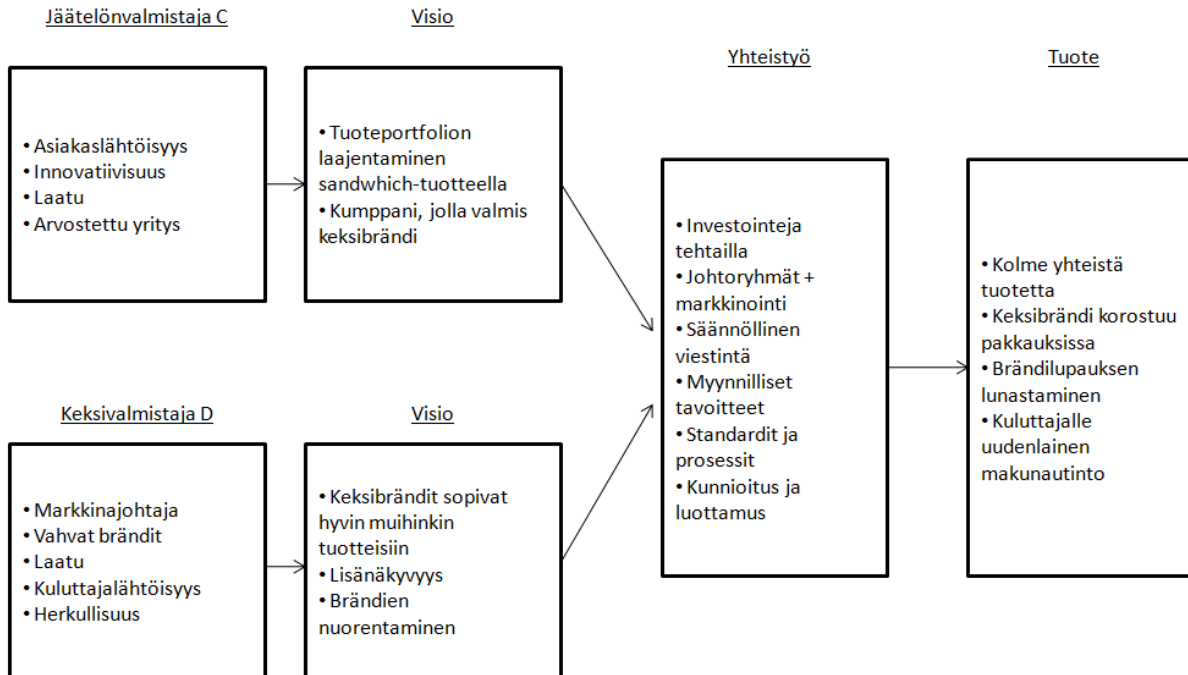 Jäätelönvalmistaja C
Visio
• Asiakaslähtöisyys
• Innovatiivisuus
• Laatu
• Arvostettu yritys
• Tuoteportfolion
laajentaminen
sandwhich-tuotteella
• Kumppani, jolla valmis
keksibrändi
Keksivalmistaja D
Visio
• Markkinajohtaja
• Vahvat brändit
• Laatu
• Kuluttajalähtöisyys
• Herkullisuus
• Keksibrändit sopivat
hyvin muihinkin
tuotteisiin
• Lisänäkyvyys
• Brändien
nuorentaminen
Yhteistyö
• Investointeja
tehtailla
• Johtoryhmät +
markkinointi
• Säännöllinen
viestintä
• Myynnilliset
tavoitteet
• Standardit ja
prosessit
• Kunnioitus ja
luottamus
Tuote
• Kolme yhteistä
tuotetta
• Keksibrändi korostuu
pakkauksissa
• Brändilupauksen
lunastaminen
• Kuluttajalle
uudenlainen
makunautinto